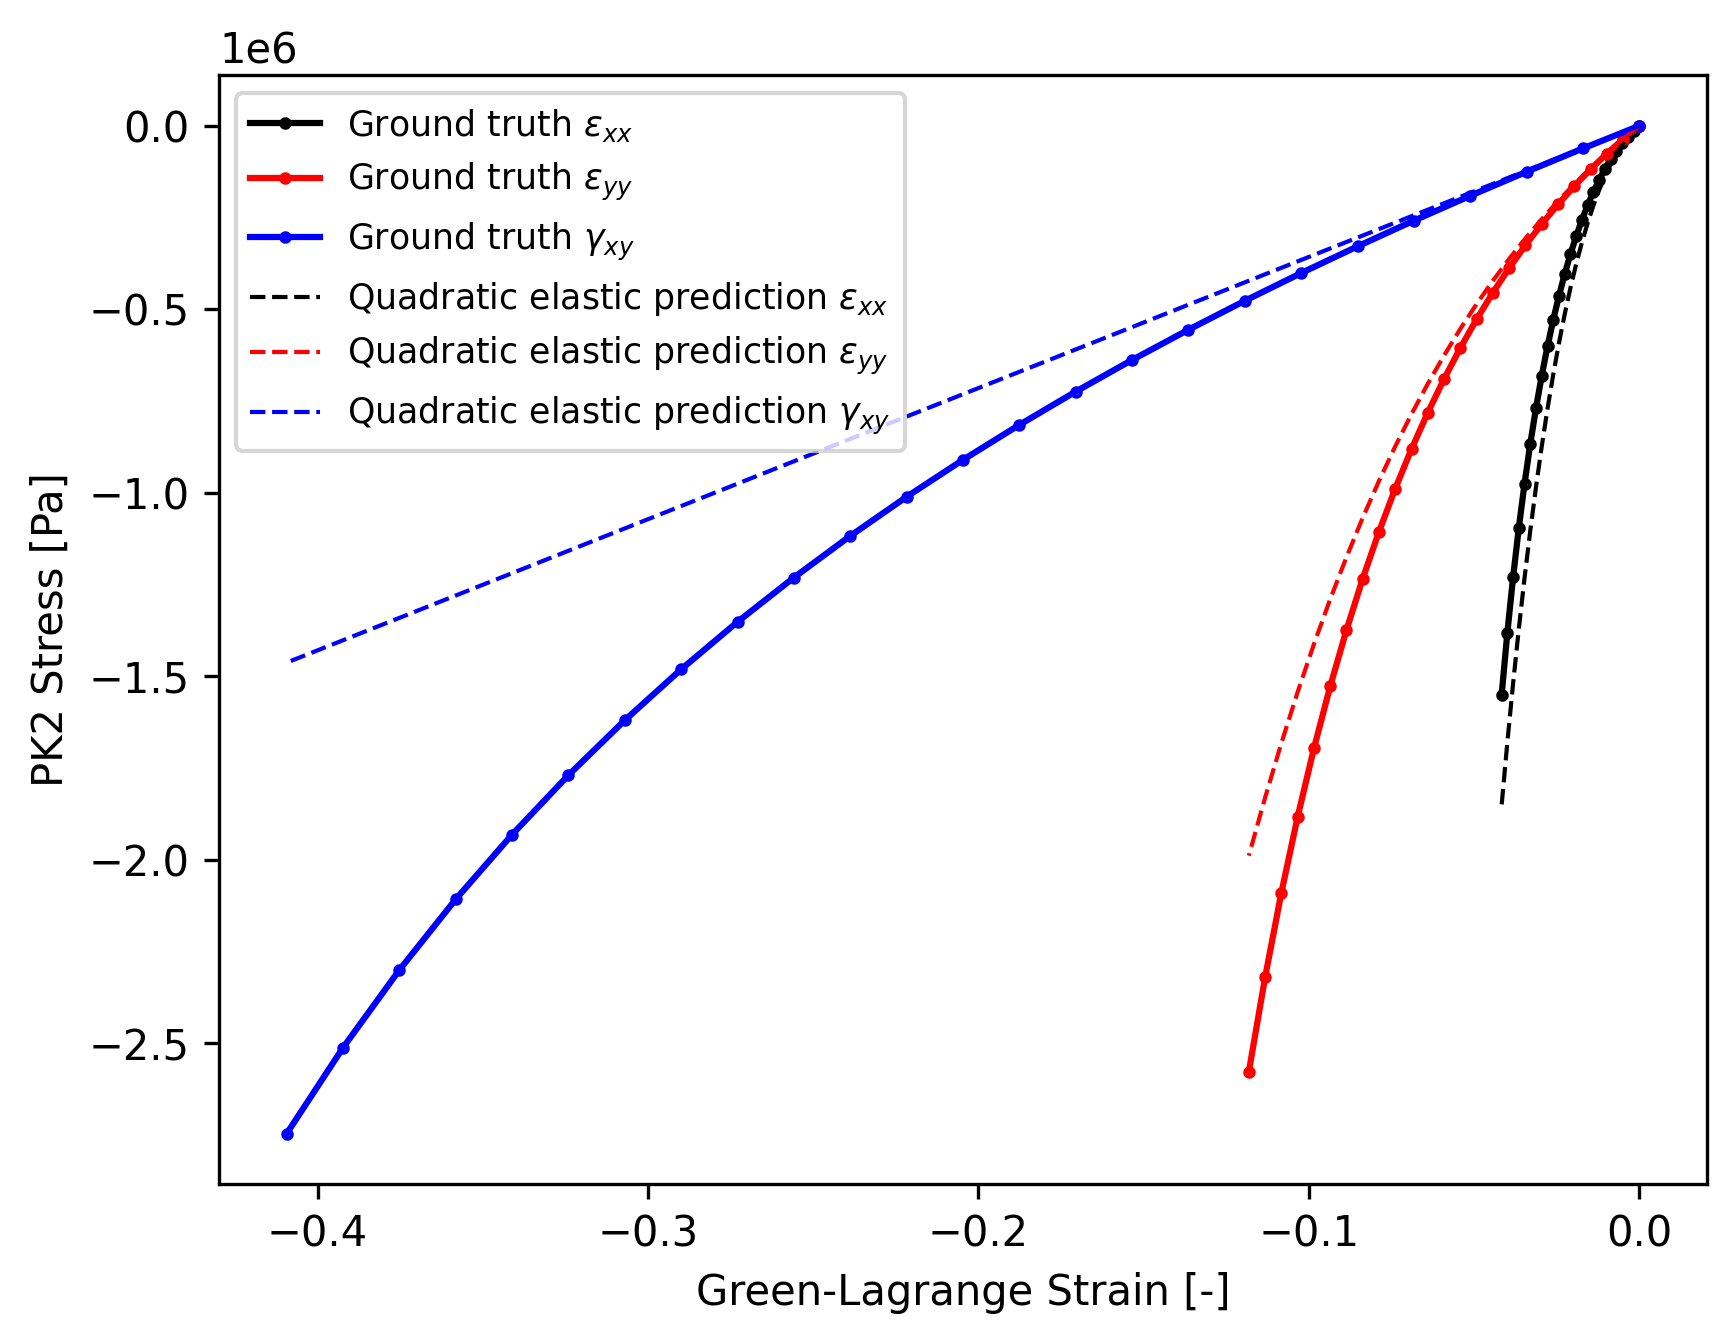 1e6
Ground truth εxx
Ground truth εyy
Ground truth γxy
Quadratic elastic prediction εxx
Quadratic elastic prediction εyy
Quadratic elastic prediction γxy
0.0
−0.5
−1.0
−1.5
−2.0
−2.5
PK2 Stress [Pa]
−0.4 −0.3 −0.2 −0.1 0.0
Green-Lagrange Strain [-]